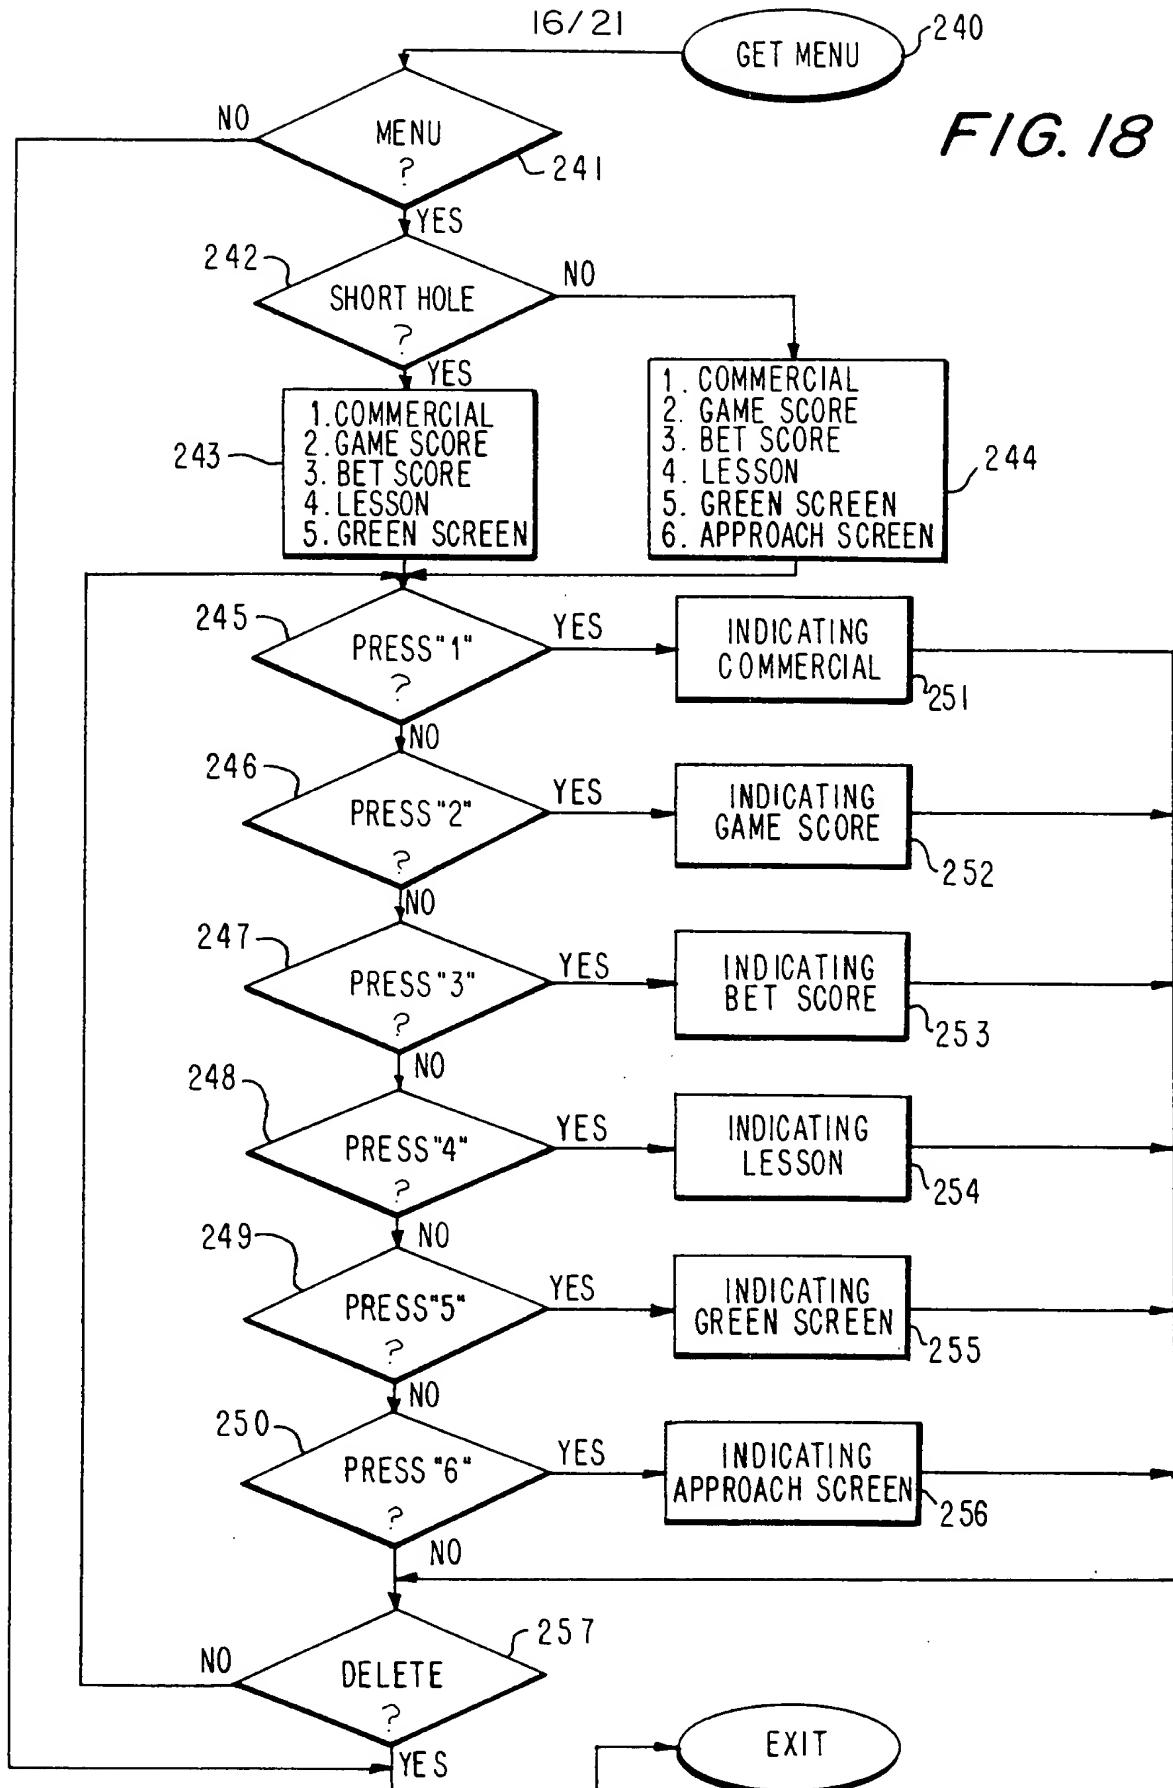 16/21
GET MENU
240
FIG. 18
NO
MENU
?
241
YES
242
SHORT HOLE
?
NO
YES
243
1. COMMERCIAL
2. GAME SCORE
3. BET SCORE
4. LESSON
5. GREEN SCREEN
1. COMMERCIAL
2. GAME SCORE
3. BET SCORE
4. LESSON
5. GREEN SCREEN
6. APPROACH SCREEN
244
245
PRESS "1"
?
YES
INDICATING
COMMERCIAL
251
NO
246
PRESS "2"
?
YES
INDICATING
GAME SCORE
252
NO
247
PRESS "3"
?
YES
INDICATING
BET SCORE
253
NO
248
PRESS "4"
?
YES
INDICATING
LESSON
254
NO
249
PRESS "5"
?
YES
INDICATING
GREEN SCREEN
255
NO
250
PRESS "6"
?
YES
INDICATING
APPROACH SCREEN
256
NO
257
NO
DELETE
?
YES
EXIT